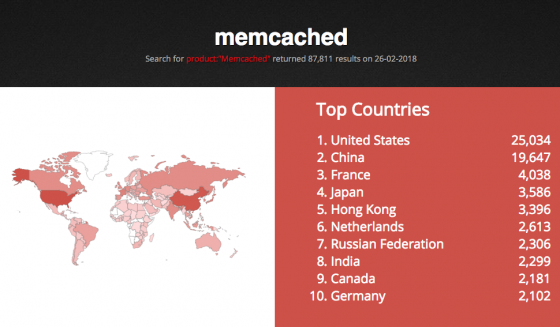 memcached
Search for product:"Memcached" returned 87,811 results on 26-02-2018
Top Countries
1. United States 25,034
2. China 19,647
3. France 4,038
4. Japan 3,586
5. Hong Kong 3,396
6. Netherlands 2,613
7. Russian Federation 2,306
8. India 2,299
9. Canada 2,181
10. Germany 2,102